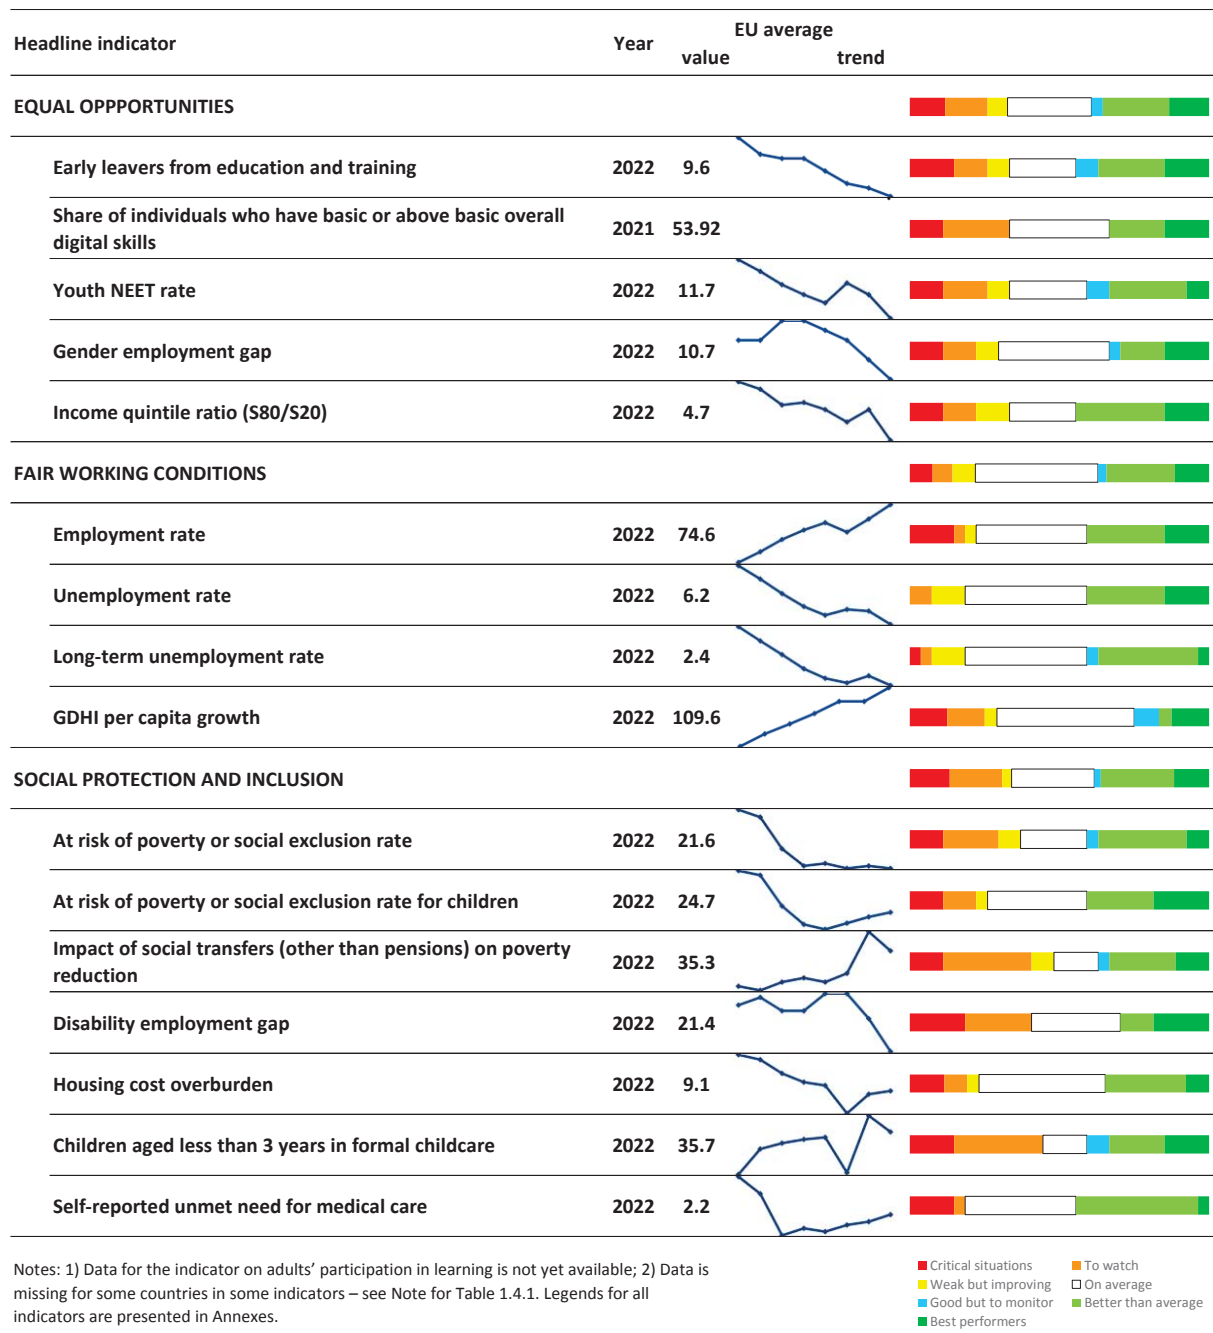 Headline indicator Year EU average
value trend
EQUAL OPPPORTUNITIES
Early leavers from education and training 2022 9.6
Share of individuals who have basic or above basic overall
digital skills 2021 53.92
Youth NEET rate 2022 11.7
Gender employment gap 2022 10.7
Income quintile ratio (S80/S20) 2022 4.7
FAIR WORKING CONDITIONS
Employment rate 2022 74.6
Unemployment rate 2022 6.2
Long-term unemployment rate 2022 2.4
GDHI per capita growth 2022 109.6
SOCIAL PROTECTION AND INCLUSION
At risk of poverty or social exclusion rate 2022 21.6
At risk of poverty or social exclusion rate for children 2022 24.7
Impact of social transfers (other than pensions) on poverty
reduction 2022 35.3
Disability employment gap 2022 21.4
Housing cost overburden 2022 9.1
Children aged less than 3 years in formal childcare 2022 35.7
Self-reported unmet need for medical care 2022 2.2
Notes: 1) Data for the indicator on adults’ participation in learning is not yet available; 2) Data is
missing for some countries in some indicators – see Note for Table 1.4.1. Legends for all
indicators are presented in Annexes.
Critical situations To watch
Weak but improving On average
Good but to monitor Better than average
Best performers